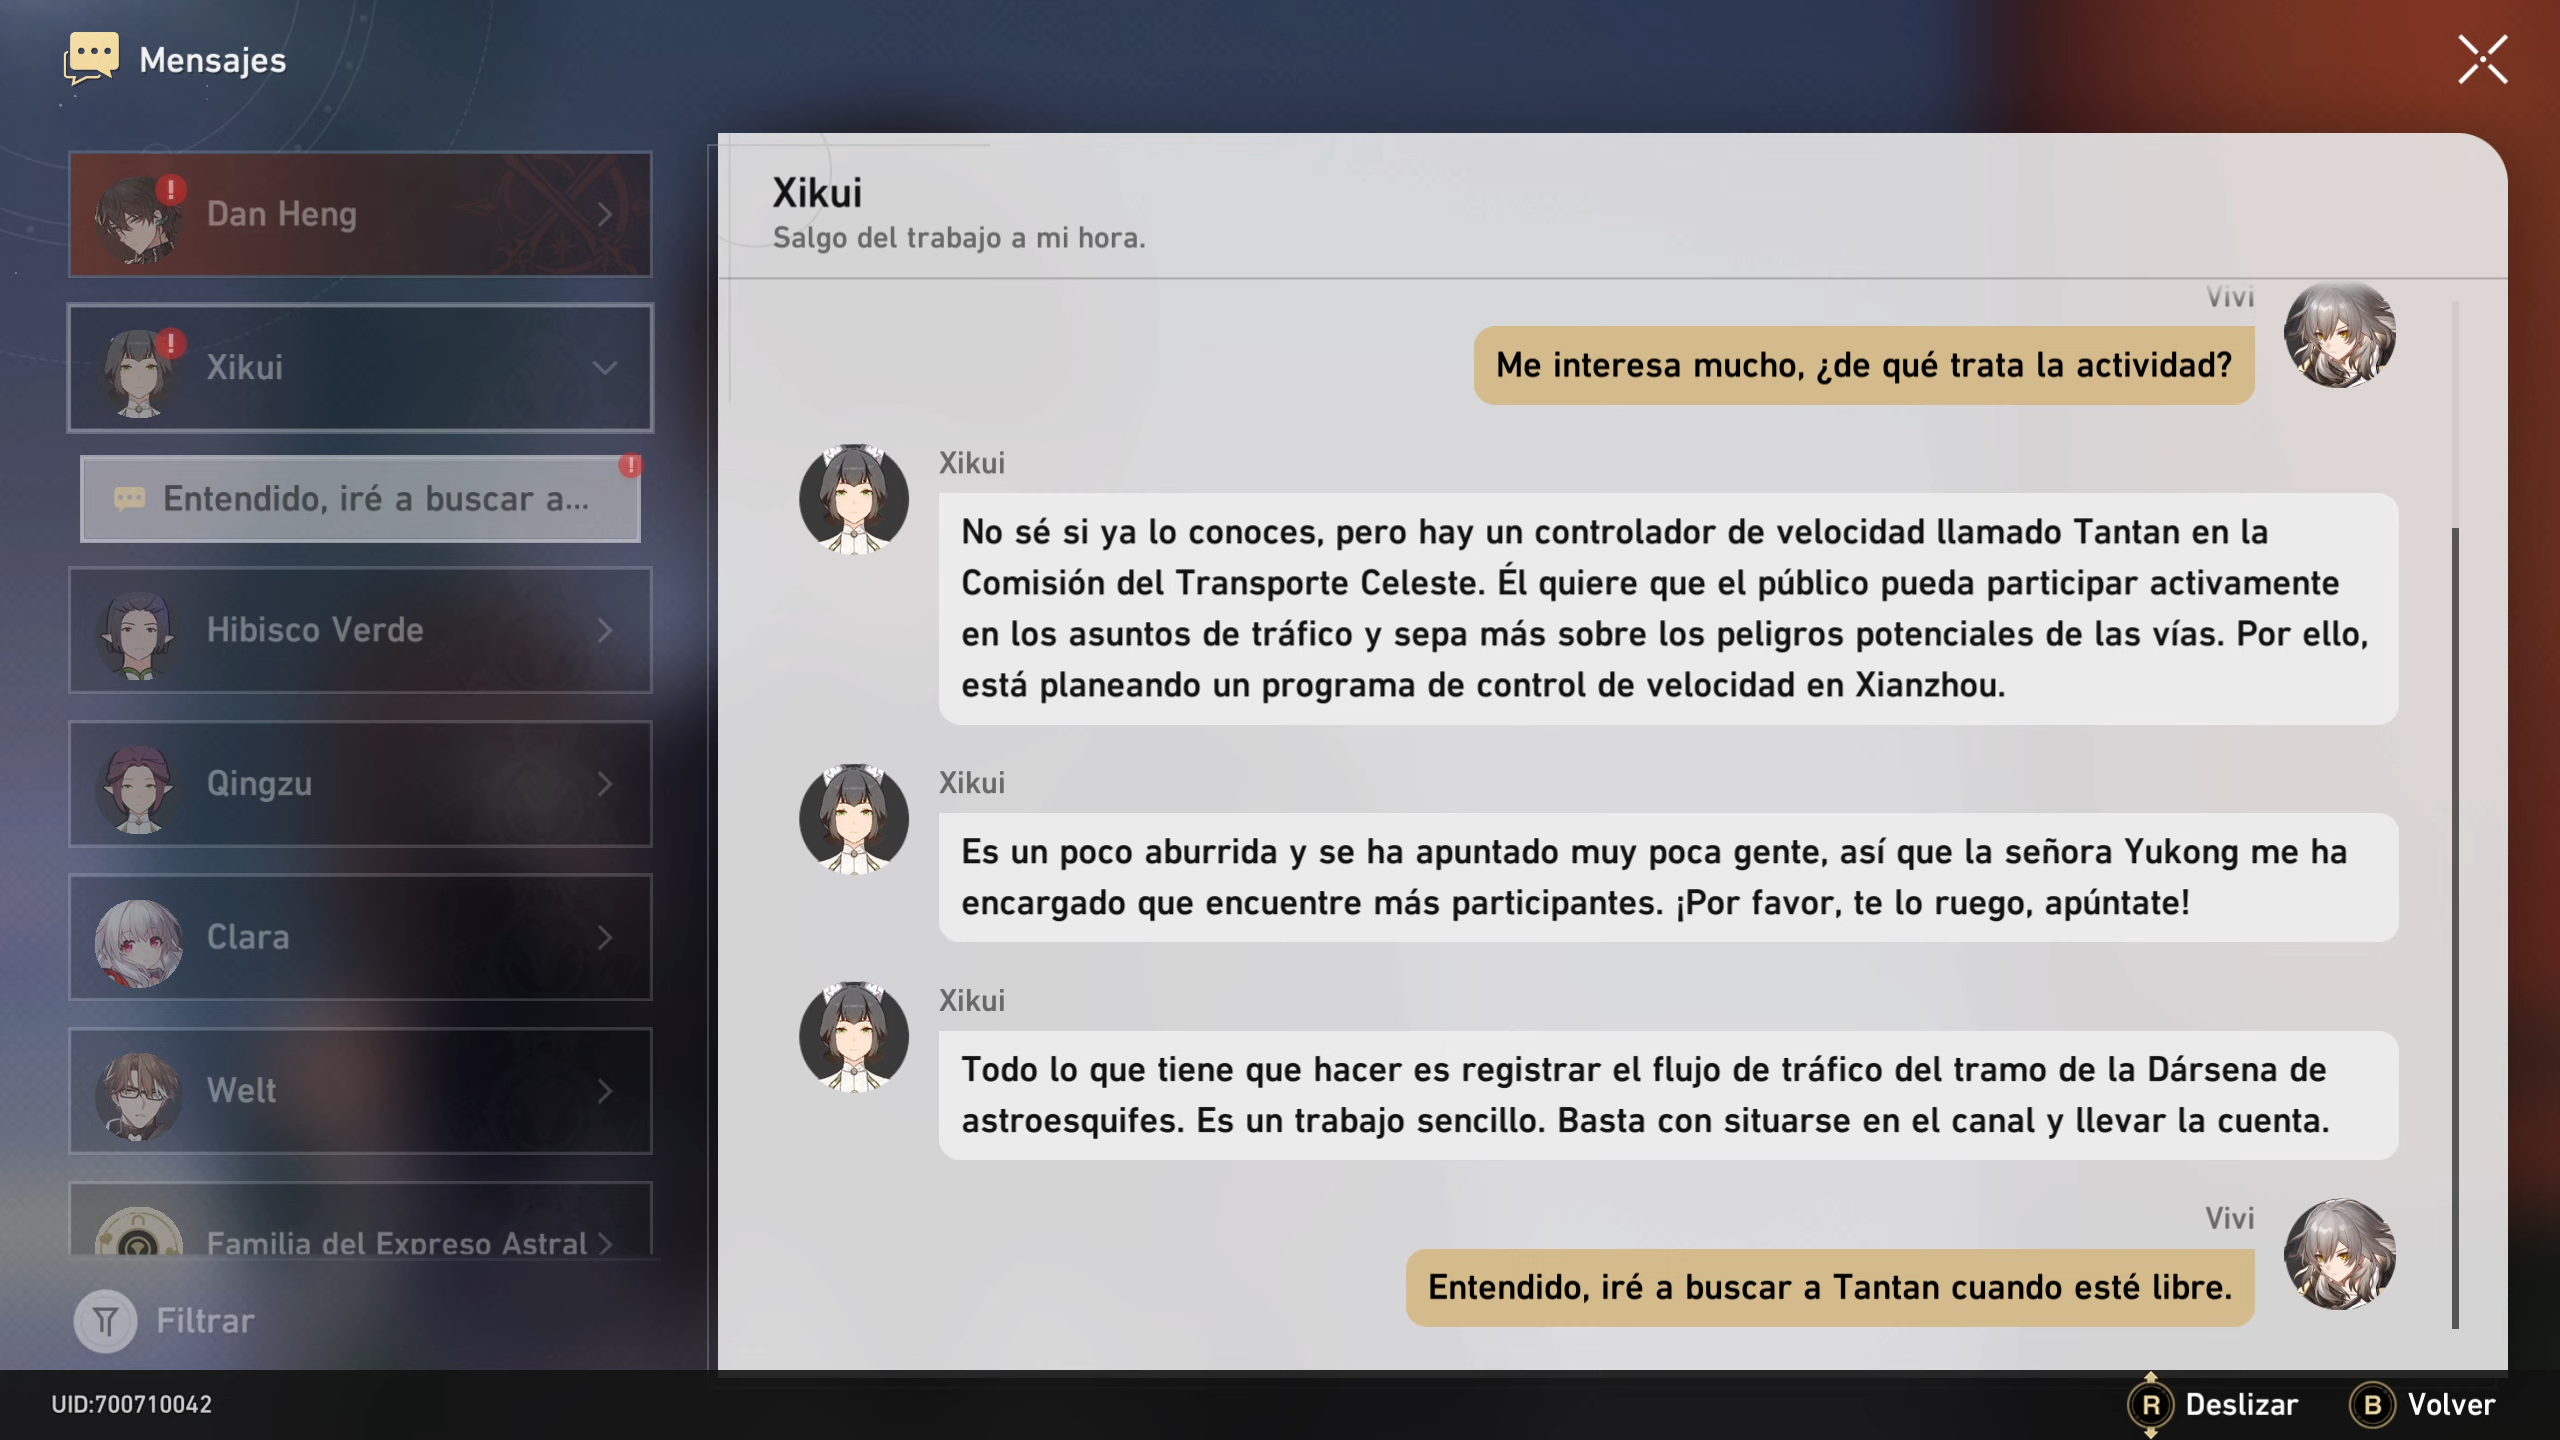 Mensajes
Dan Heng
Xikui
Entendido, iré a buscar a...
Hibisco Verde
Qingzu
Clara
Welt
Familia del Expreso Astral
Filtrar
Xikui
Salgo del trabajo a mi hora.
Vivi
Me interesa mucho, ¿de qué trata la actividad?
Xikui
No sé si ya lo conoces, pero hay un controlador de velocidad llamado Tantan en la
Comisión del Transporte Celeste. Él quiere que el público pueda participar activamente
en los asuntos de tráfico y sepa más sobre los peligros potenciales de las vías. Por ello,
está planeando un programa de control de velocidad en Xianzhou.
Xikui
Es un poco aburrida y se ha apuntado muy poca gente, así que la señora Yukong me ha
encargado que encuentre más participantes. ¡Por favor, te lo ruego, apúntate!
Xikui
Todo lo que tiene que hacer es registrar el flujo de tráfico del tramo de la Dársena de
astroesquifes. Es un trabajo sencillo. Basta con situarse en el canal y llevar la cuenta.
Vivi
Entendido, iré a buscar a Tantan cuando esté libre.
UID:700710042
R Deslizar
B Volver